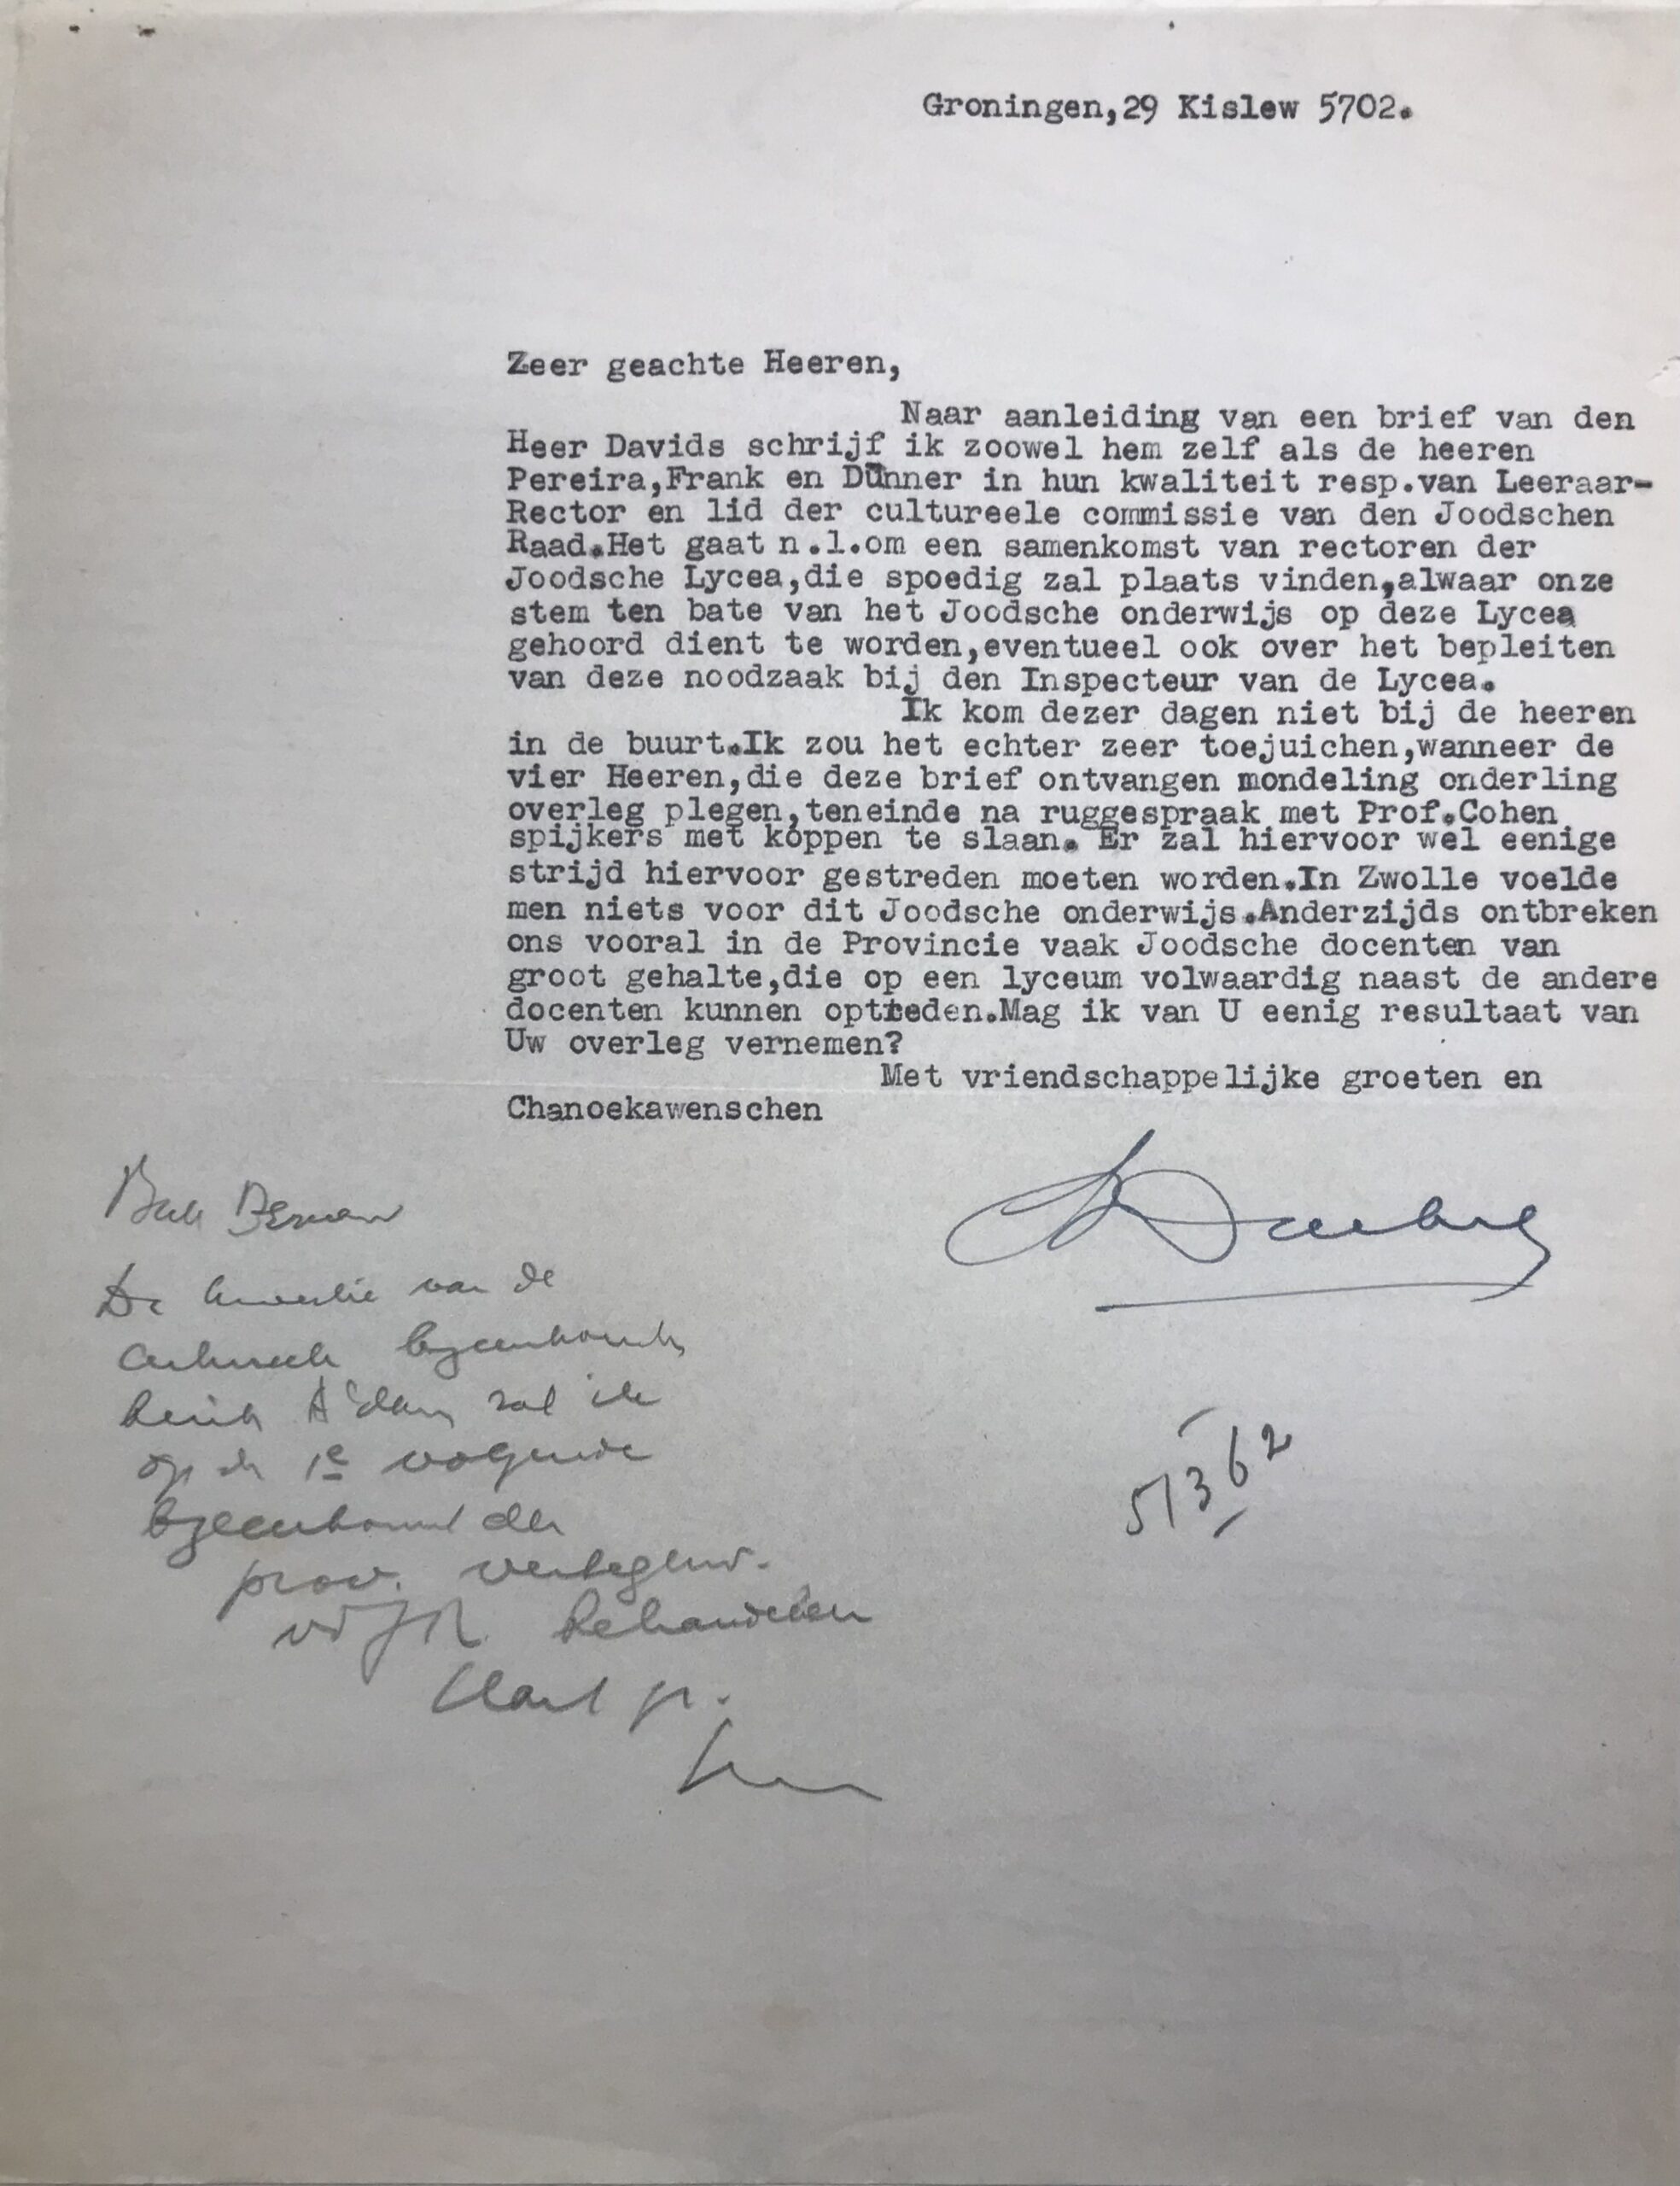 Groningen,29 Kislew 5702.
Zeer geachte Heeren,
Naar aanleiding van een brief van den
Heer Davids schrijf ik zoowel hem zelf als de heeren
Pereira,Frank en Dünner in hun kwaliteit resp.van Leeraar-
Rector en lid der cultureele commissie van den Joodschen
Raad.Het gaat n.l.om een samenkomst van rectoren der
Joodsche Lycea,die spoedig zal plaats vinden,alwaar onze
stem ten bate van het Joodsche onderwijs op deze Lycea
gehoord dient te worden,eventueel ook over het bepleiten
van deze noodzaak bij den Inspecteur van de Lycea.
Ik kom dezer dagen niet bij de heeren
in de buurt.Ik zou het echter zeer toejuichen,wanneer de
vier Heeren,die deze brief ontvangen mondeling onderling
overleg plegen,teneinde na ruggespraak met Prof.Cohen
spijkers met koppen te slaan. Er zal hiervoor wel eenige
strijd hiervoor gestreden moeten worden.In Zwolle voelde
men niets voor dit Joodsche onderwijs.Anderzijds ontbreken
ons vooral in de Provincie vaak Joodsche docenten van
groot gehalte,die op een lyceum volwaardig naast de andere
docenten kunnen optreden.Mag ik van U eenig resultaat van
Uw overleg vernemen?
Met vriendschappelijke groeten en
Chanoekawenschen
De van de
zal ik
op de 1e volgende
bijeenkomst der
prov. vertegenw.
vd JR. behandelen